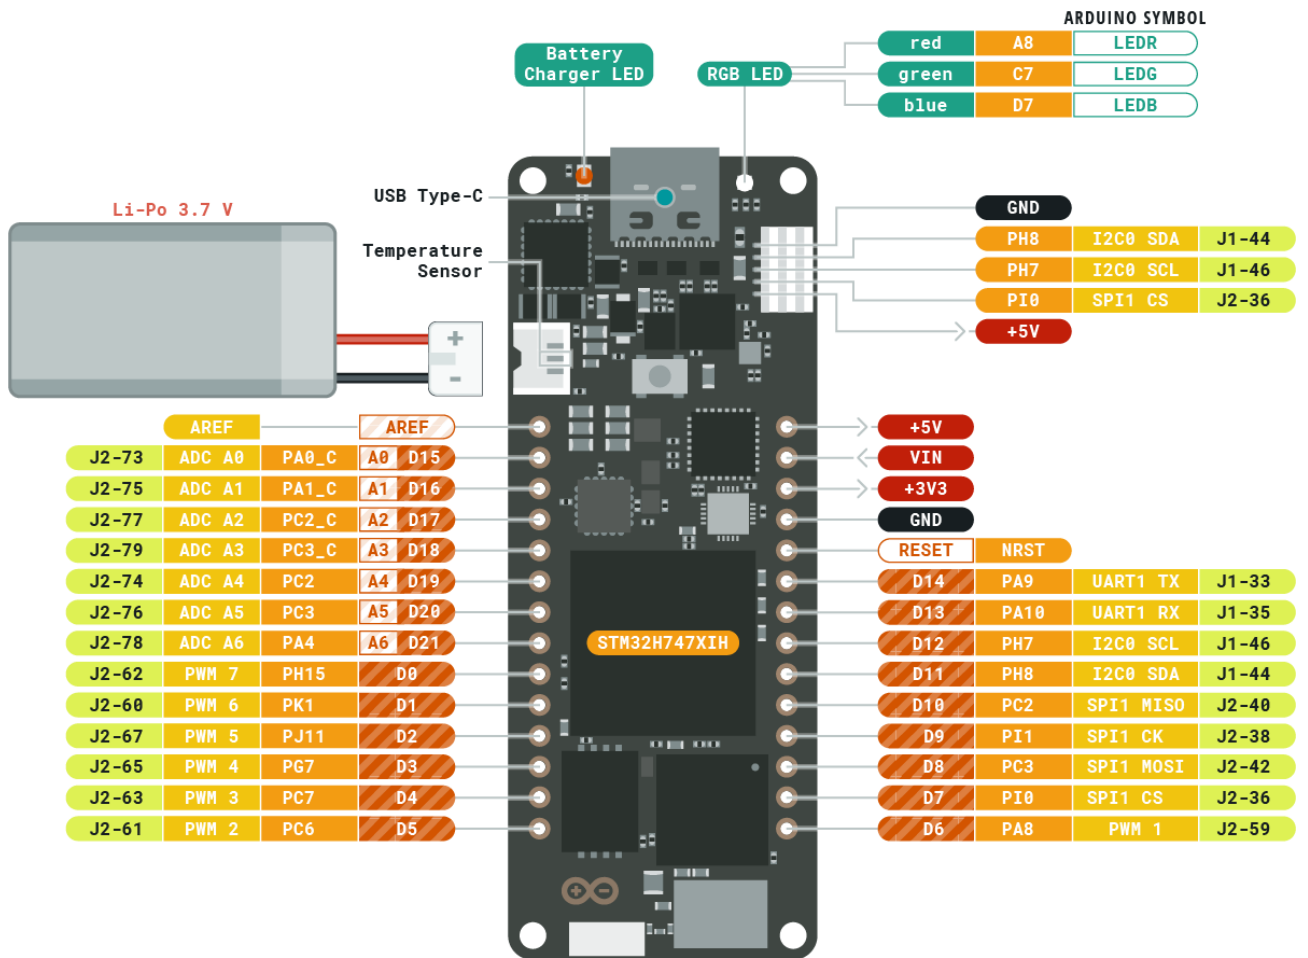 ARDUINO SYMBOL
Battery
Charger LED
RGB LED
red A8 LEDR
green C7 LEDG
blue D7 LEDB
USB Type-C
Li-Po 3.7 V
Temperature
Sensor
GND
PH8 I2C0 SDA J1-44
PH7 I2C0 SCL J1-46
PI0 SPI1 CS J2-36
+5V
+
-
AREF AREF
J2-73 ADC A0 PA0_C A0 D15
J2-75 ADC A1 PA1_C A1 D16
J2-77 ADC A2 PC2_C A2 D17
J2-79 ADC A3 PC3_C A3 D18
J2-74 ADC A4 PC2 A4 D19
J2-76 ADC A5 PC3 A5 D20
J2-78 ADC A6 PA4 A6 D21
J2-62 PWM 7 PH15 D0
J2-60 PWM 6 PK1 D1
J2-67 PWM 5 PJ11 D2
J2-65 PWM 4 PG7 D3
J2-63 PWM 3 PC7 D4
J2-61 PWM 2 PC6 D5
STM32H747XIH
+5V
VIN
+3V3
GND
RESET NRST
D14 PA9 UART1 TX J1-33
D13 PA10 UART1 RX J1-35
D12 PH7 I2C0 SCL J1-46
D11 PH8 I2C0 SDA J1-44
D10 PC2 SPI1 MISO J2-40
D9 PI1 SPI1 CK J2-38
D8 PC3 SPI1 MOSI J2-42
D7 PI0 SPI1 CS J2-36
D6 PA8 PWM 1 J2-59